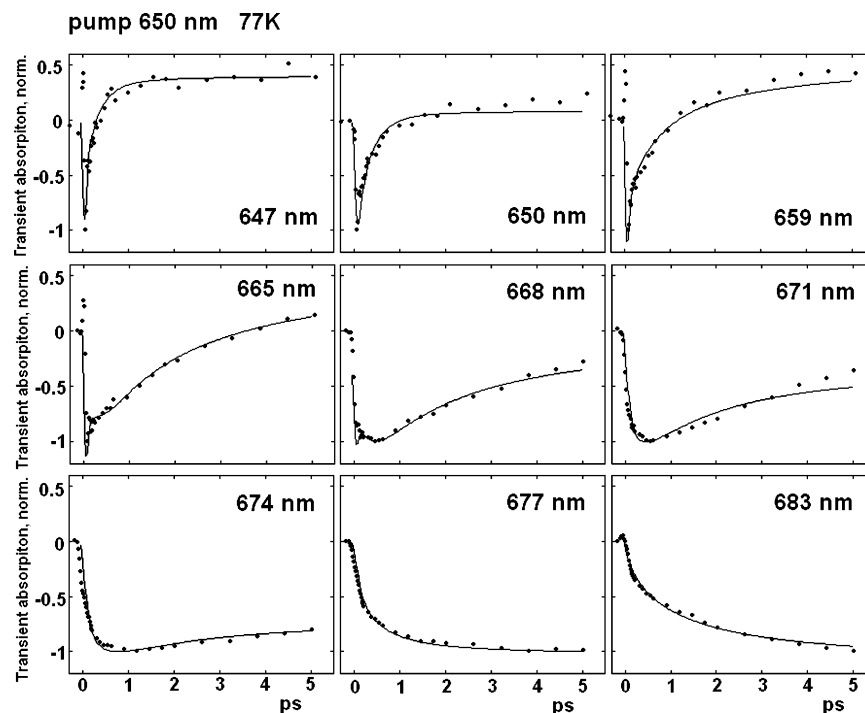 pump 650 nm 77K
Transient absorpiton, norm.
0.5
0
-0.5
-1
647 nm
650 nm
659 nm
Transient absorpiton, norm.
0.5
0
-0.5
-1
665 nm
668 nm
671 nm
Transient absorpiton, norm.
0.5
0
-0.5
-1
674 nm
677 nm
683 nm
0 1 2 3 4 5
0 1 2 3 4 5
0 1 2 3 4 5
ps
ps
ps